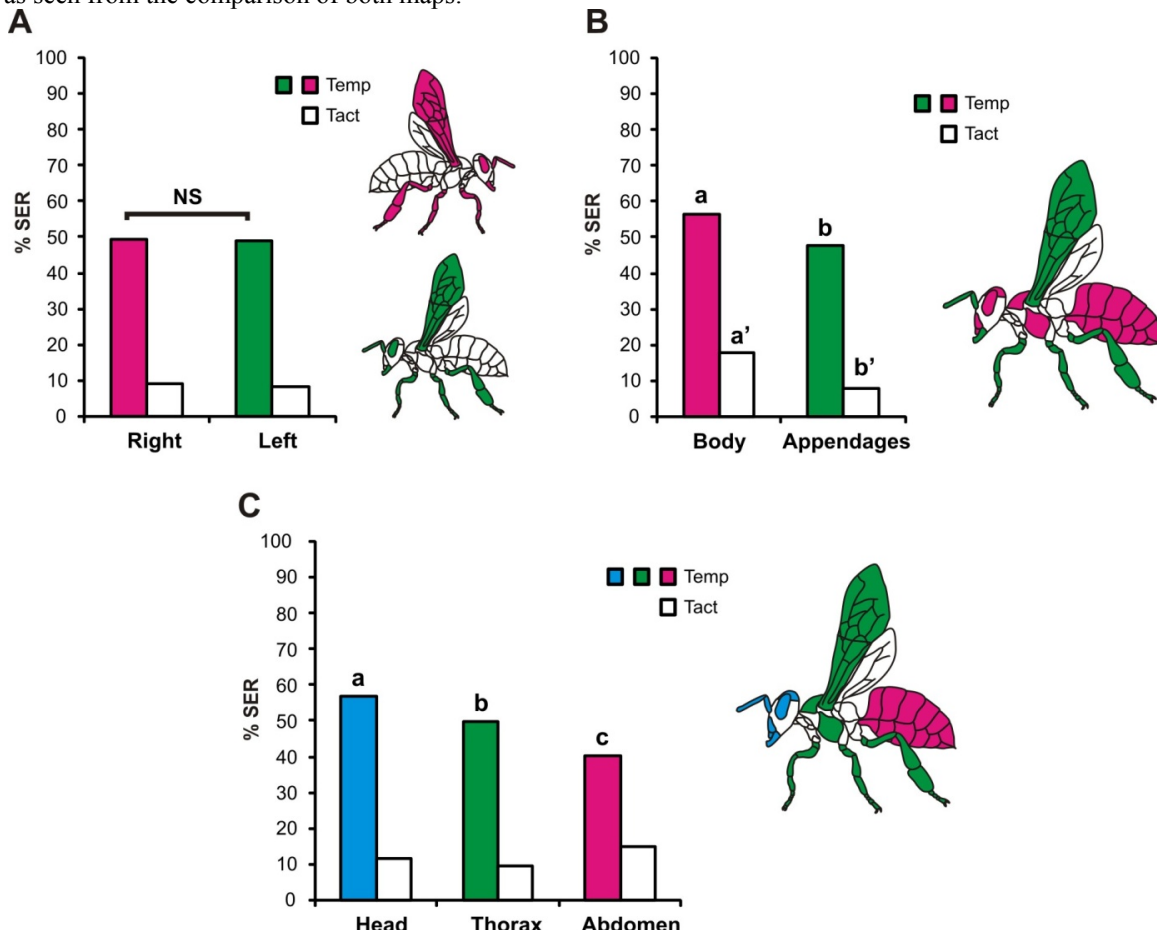 as seen from the comparison of both maps.
A
100
90
80
70
60
50
40
30
20
10
0
% SER
Temp
Tact
NS
Right Left
B
100
90
80
70
60
50
40
30
20
10
0
% SER
Temp
Tact
a
b
a’
b’
Body Appendages
C
100
90
80
70
60
50
40
30
20
10
0
% SER
Temp
Tact
a
b
c
Head Thorax Abdomen